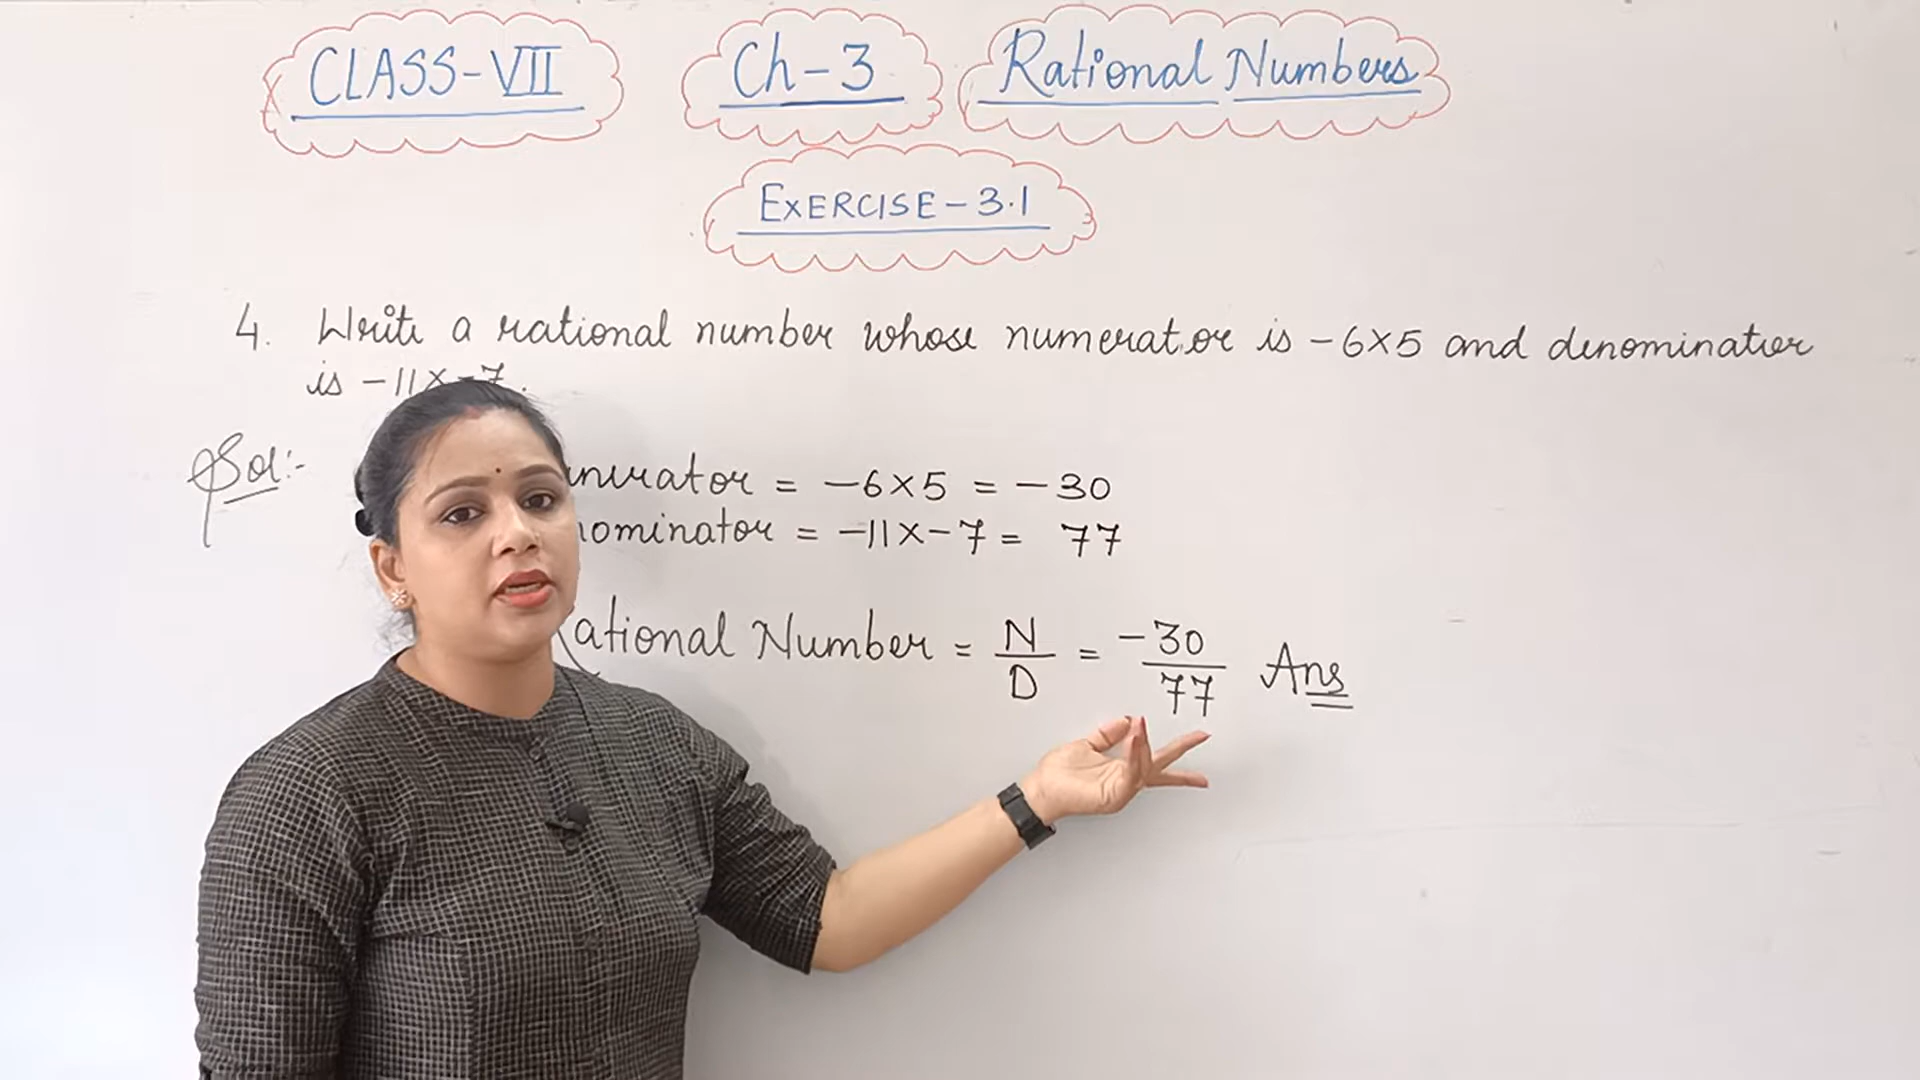 CLASS-VII Ch-3 Rational Numbers
EXERCISE-3.1
4. Write a rational number whose numerator is -6×5 and denominator
is -11×-7.
Sol:- = -6×5 = -30
= -11×-7 = 77
Number = N/D = -30/77 Ans